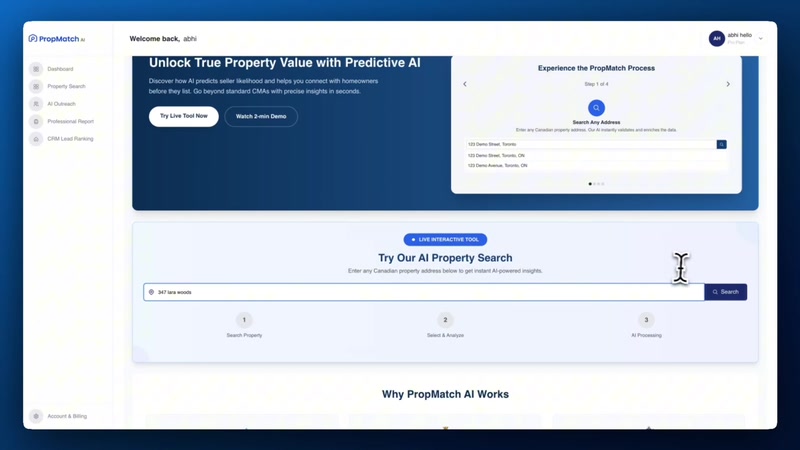 PropMatch AI
Welcome back, abhi
AH
abhi hello
Pro Plan
Dashboard
Property Search
AI Outreach
Professional Report
CRM Lead Ranking
Account & Billing
Unlock True Property Value with Predictive AI
Discover how AI predicts seller likelihood and helps you connect with homeowners
before they list. Go beyond standard CMAs with precise insights in seconds.
Try Live Tool Now
Watch 2-min Demo
Experience the PropMatch Process
Step 1 of 4
Search Any Address
Enter any Canadian property address. Our AI instantly validates and enriches the data.
123 Demo Street, Toronto
123 Demo Street, Toronto, ON
123 Demo Avenue, Toronto, ON
LIVE INTERACTIVE TOOL
Try Our AI Property Search
Enter any Canadian property address below to get instant AI-powered insights.
347 lara woods
Search
1
Search Property
2
Select & Analyze
3
AI Processing
Why PropMatch AI Works